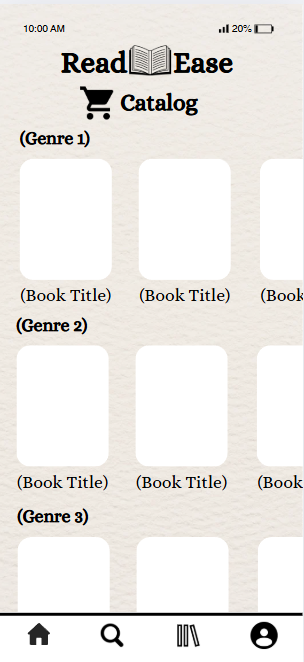 10:00 AM 20%
Read Ease
Catalog
(Genre 1)
(Book Title) (Book Title) (Book
(Genre 2)
(Book Title) (Book Title) (Book
(Genre 3)